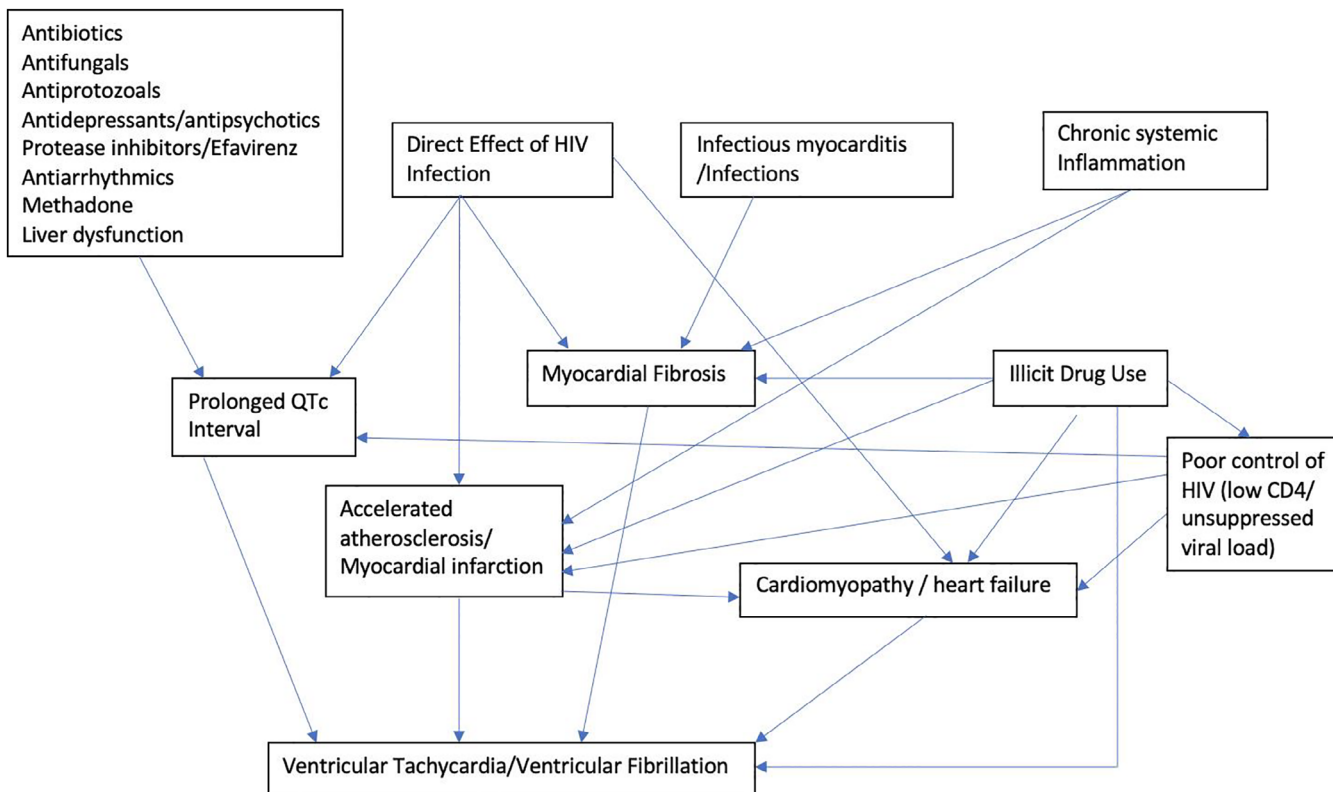 Antibiotics
Antifungals
Antiprotozoals
Antidepressants/antipsychotics
Protease inhibitors/Efavirenz
Antiarrhythmics
Methadone
Liver dysfunction
Direct Effect of HIV
Infection
Infectious myocarditis
/Infections
Chronic systemic
Inflammation
Prolonged QTc
Interval
Myocardial Fibrosis
Illicit Drug Use
Accelerated
atherosclerosis/
Myocardial infarction
Poor control of
HIV (low CD4/
unsuppressed
viral load)
Cardiomyopathy / heart failure
Ventricular Tachycardia/Ventricular Fibrillation